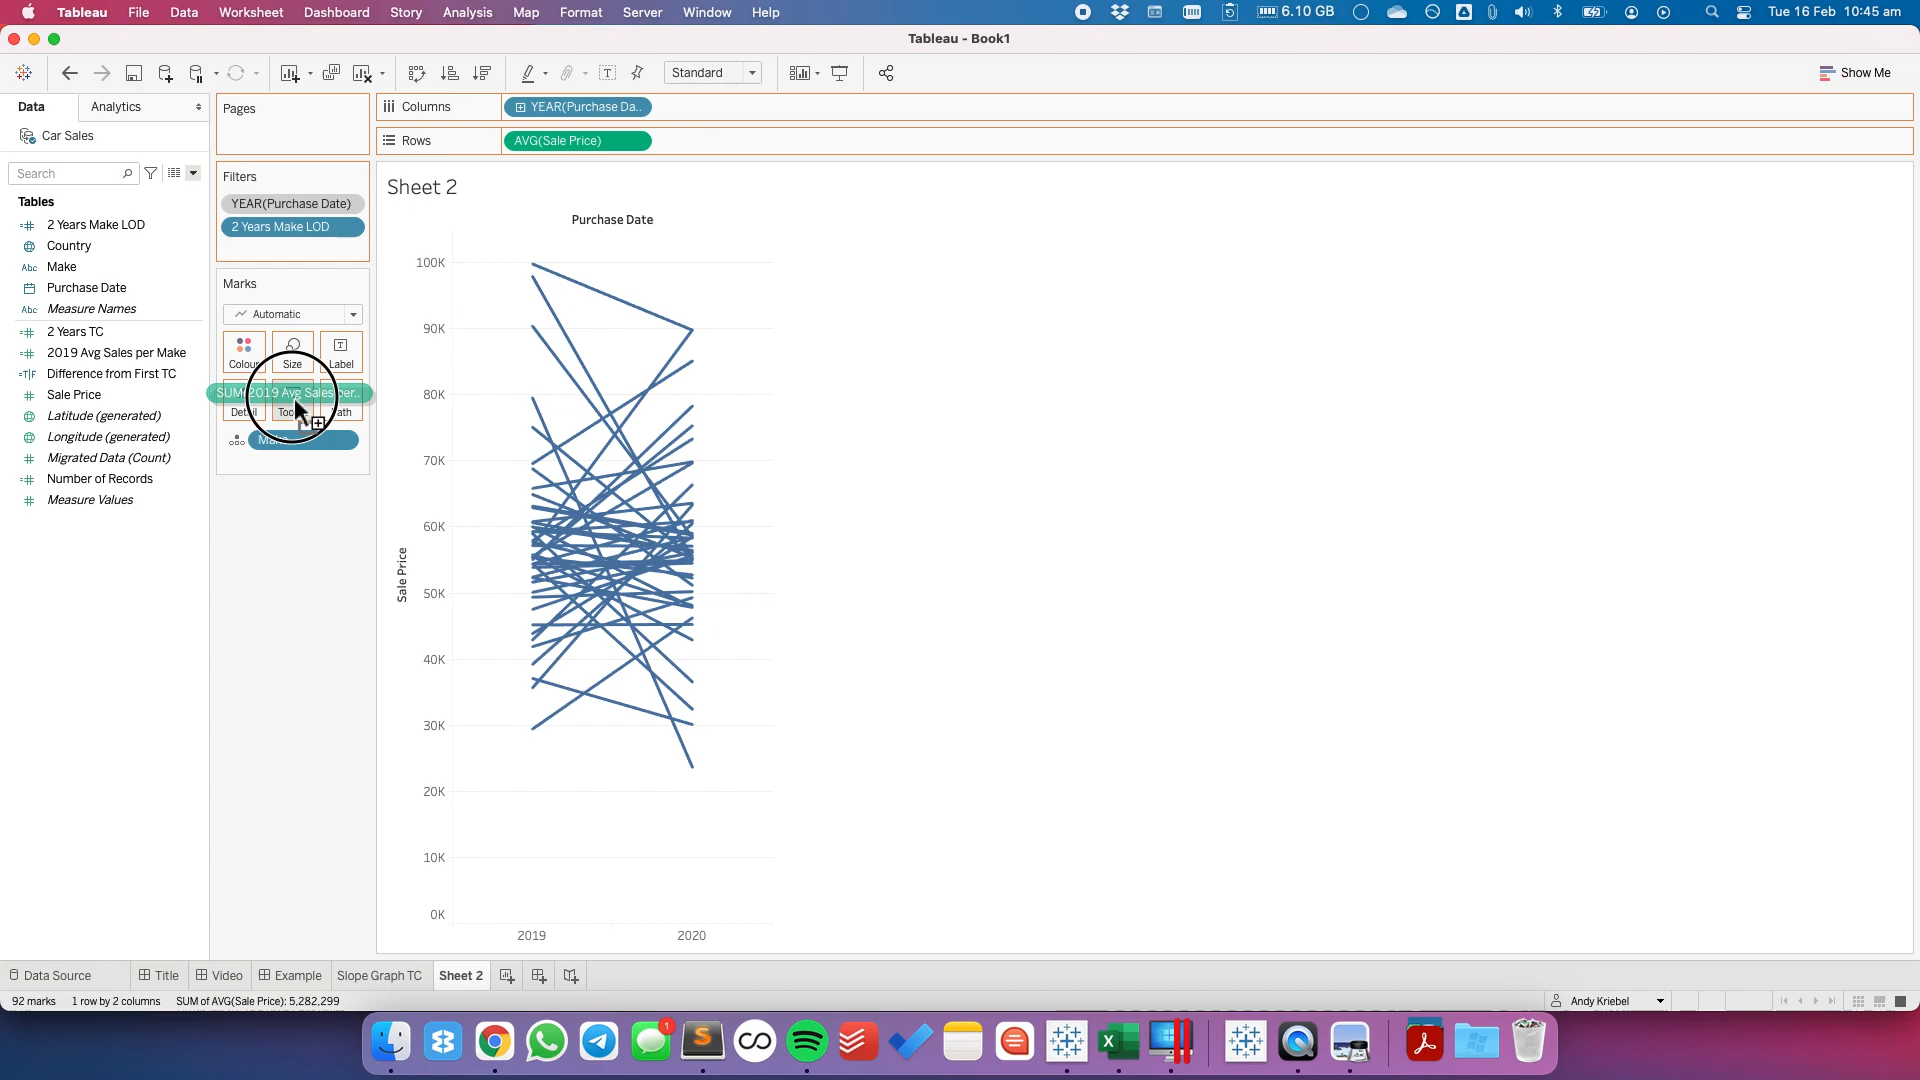 Tableau File Data Worksheet Dashboard Story Analysis Map Format Server Window Help 6.10 GB Tue 16 Feb 10:45 am
Tableau - Book1
Standard
Show Me
Data Analytics
Pages
Columns YEAR(Purchase Da..
Car Sales
Rows AVG(Sale Price)
Search
Filters
Sheet 2
Tables
YEAR(Purchase Date)
2 Years Make LOD
2 Years Make LOD
Country
Make
Purchase Date
Measure Names
2 Years TC
2019 Avg Sales per Make
Difference from First TC
Sale Price
Latitude (generated)
Longitude (generated)
Migrated Data (Count)
Number of Records
Measure Values
Marks
Automatic
Colour Size Label
SUM(2019 Avg Sales per..
Detail
Purchase Date
100K
90K
80K
70K
60K
50K
40K
30K
20K
10K
0K
Sale Price
2019 2020
Data Source Title Video Example Slope Graph TC Sheet 2
92 marks 1 row by 2 columns SUM of AVG(Sale Price): 5,282,299 Andy Kriebel
1